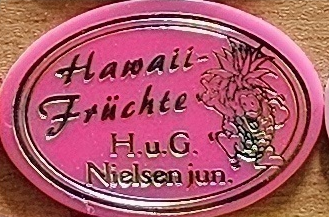 Hawaii-
Früchte
H.u.G.
Nielsen jun.